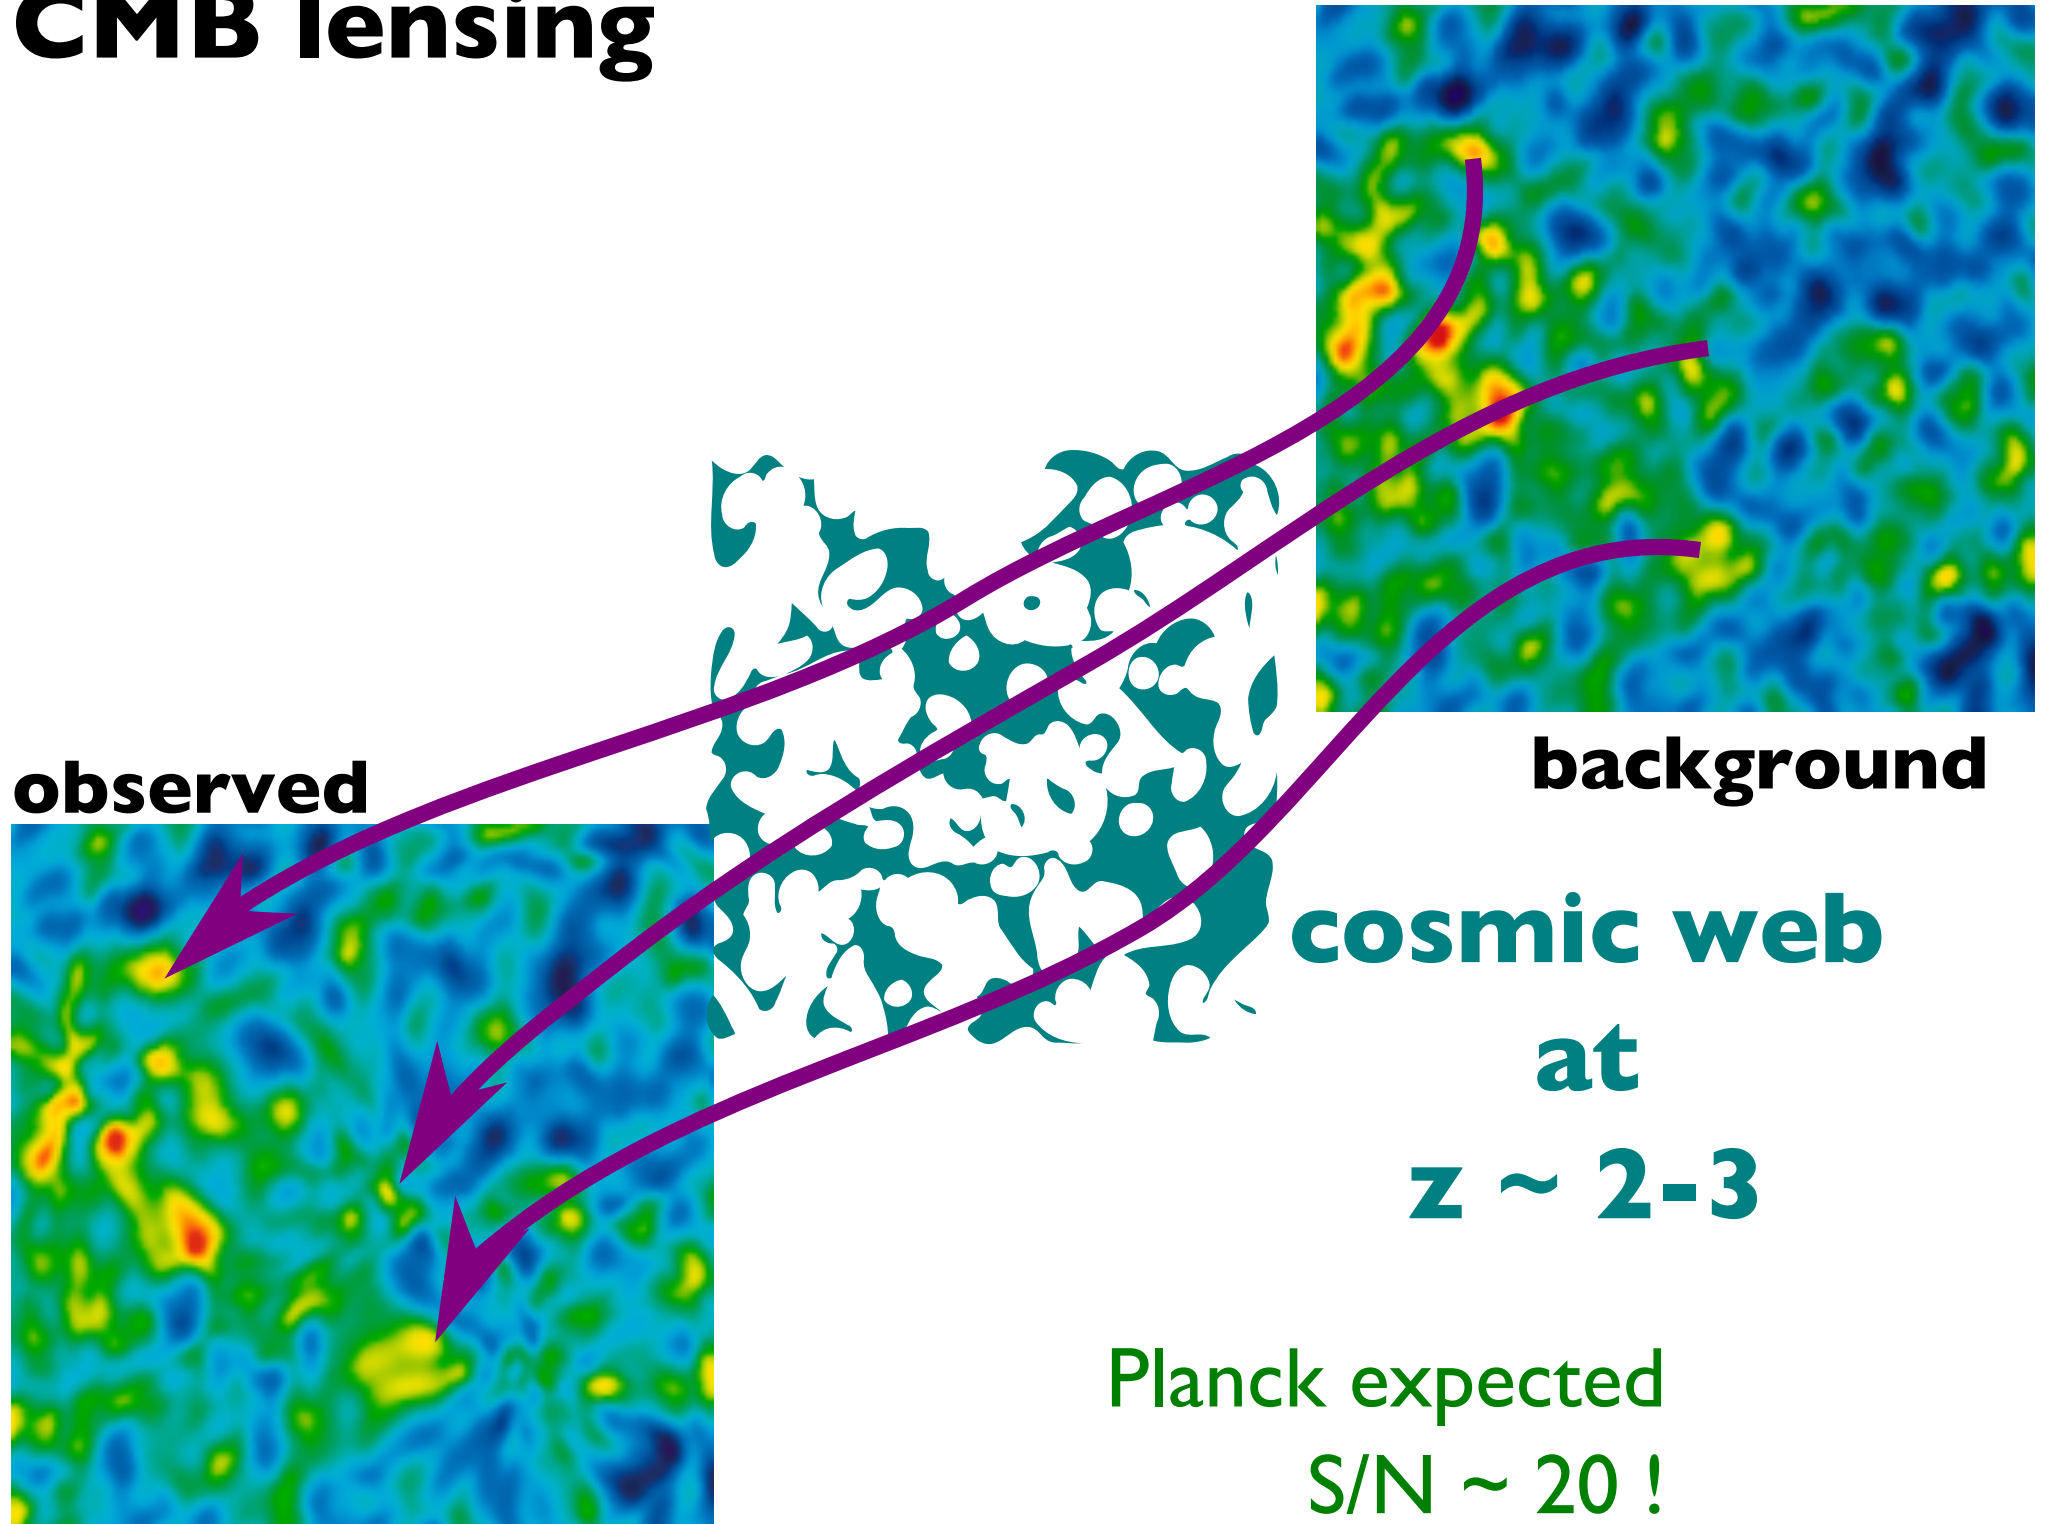 CMB lensing
observed
background
cosmic web
at
z ~ 2-3
Planck expected
S/N ~ 20 !